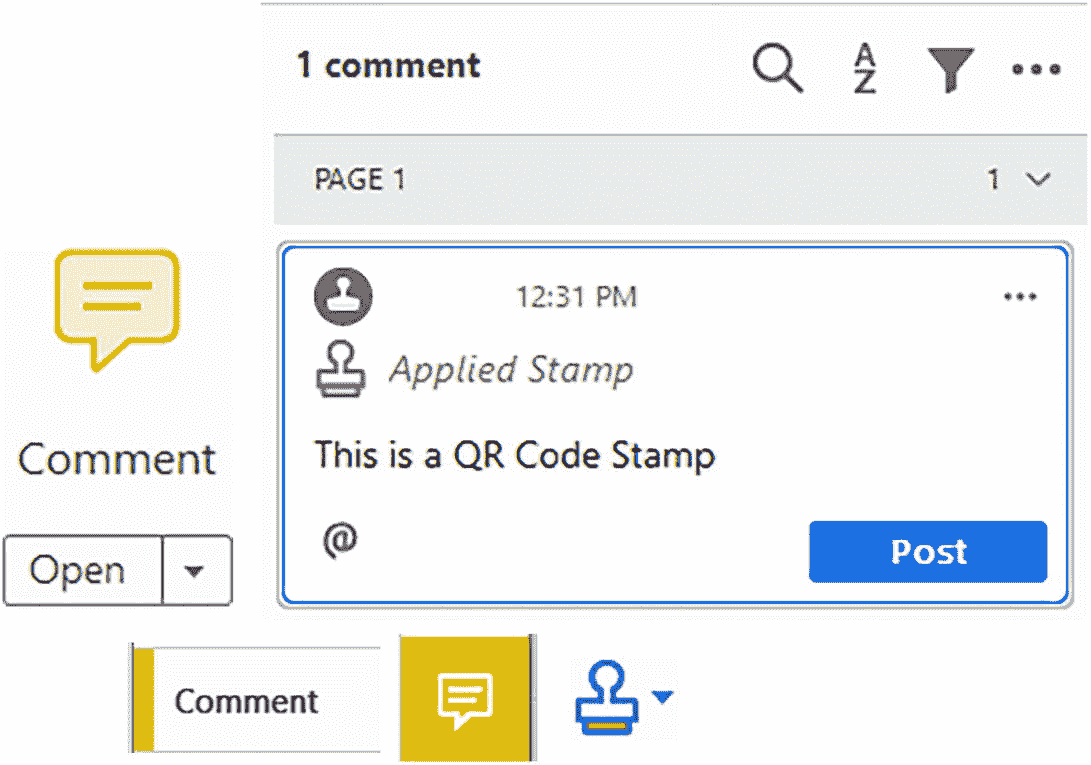 1 comment
A
Z
PAGE 1
1
12:31 PM
Applied Stamp
This is a QR Code Stamp
@
Post
Comment
Open
Comment